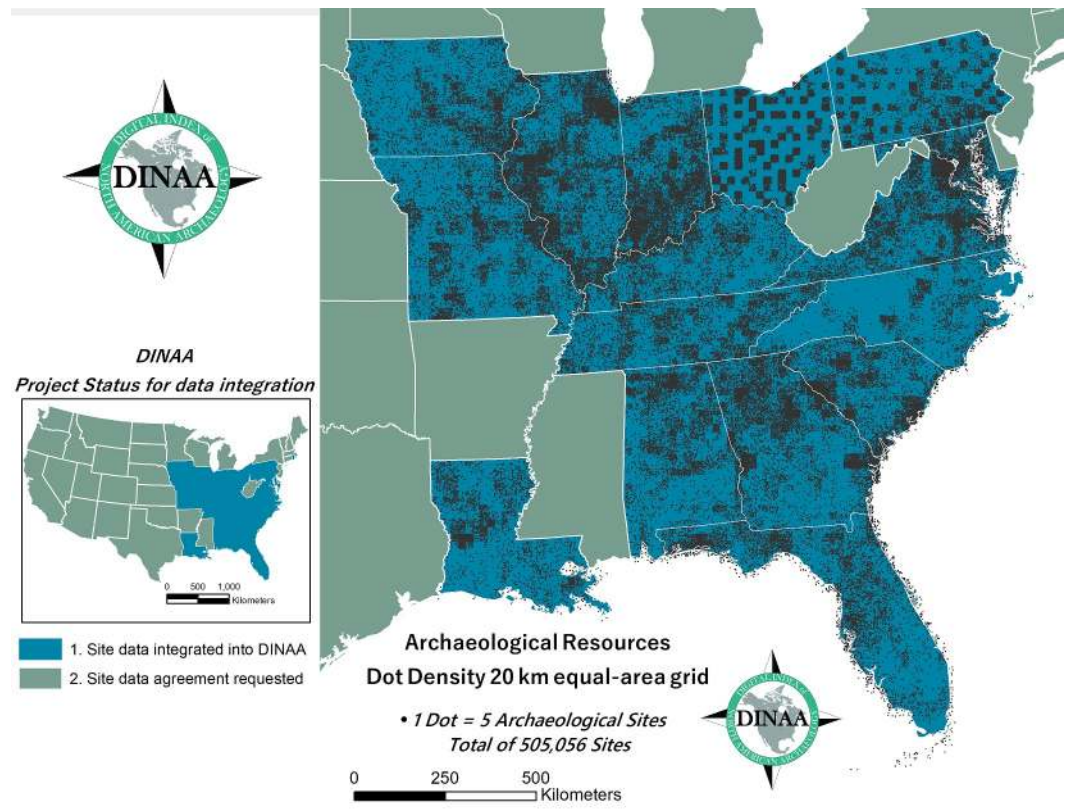 DIGITAL INDEX of
DINAA
NORTH AMERICAN ARCHAEOLOGY
DINAA
Project Status for data integration
0 500 1,000
Kilometers
1. Site data integrated into DINAA
2. Site data agreement requested
Archaeological Resources
Dot Density 20 km equal-area grid
• 1 Dot = 5 Archaeological Sites
Total of 505,056 Sites
0 250 500
Kilometers
DIGITAL INDEX of
DINAA
NORTH AMERICAN ARCHAEOLOGY